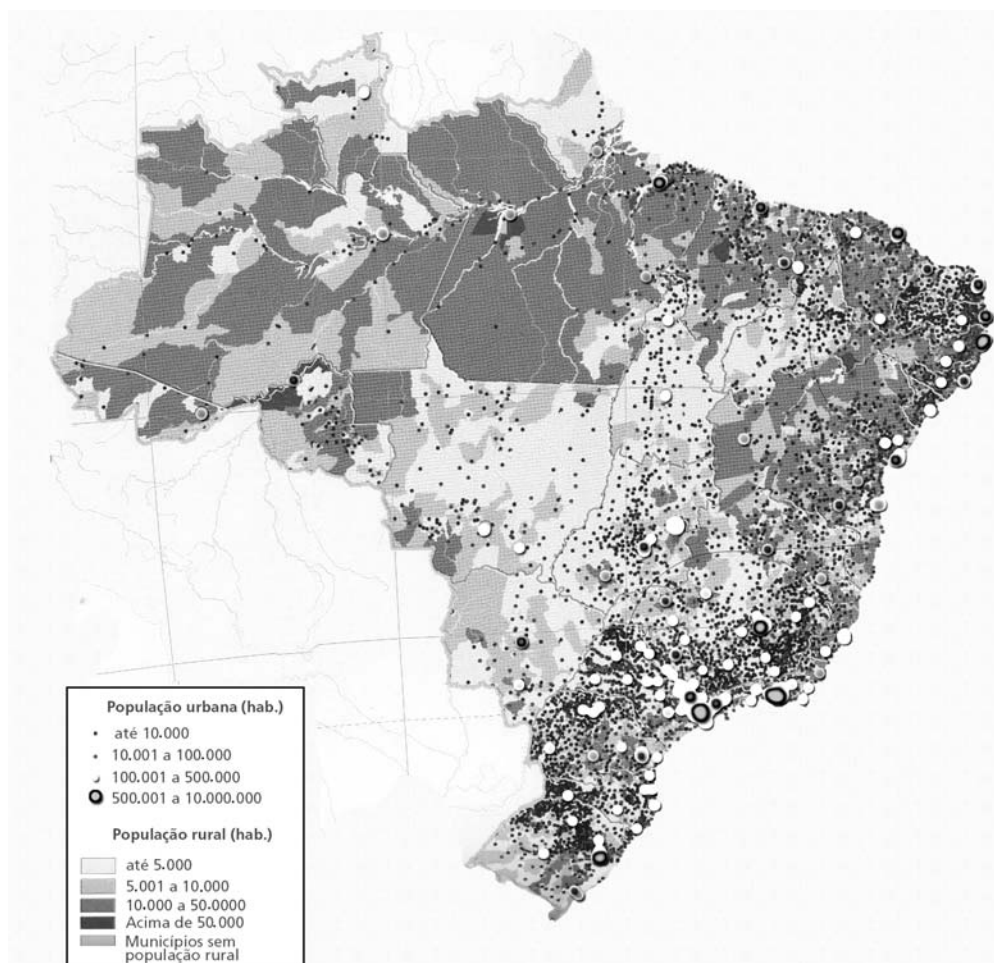 População urbana (hab.)
até 10.000
10.001 a 100.000
100.001 a 500.000
500.001 a 10.000.000
População rural (hab.)
até 5.000
5.001 a 10.000
10.000 a 50.0000
Acima de 50.000
Municípios sem
população rural